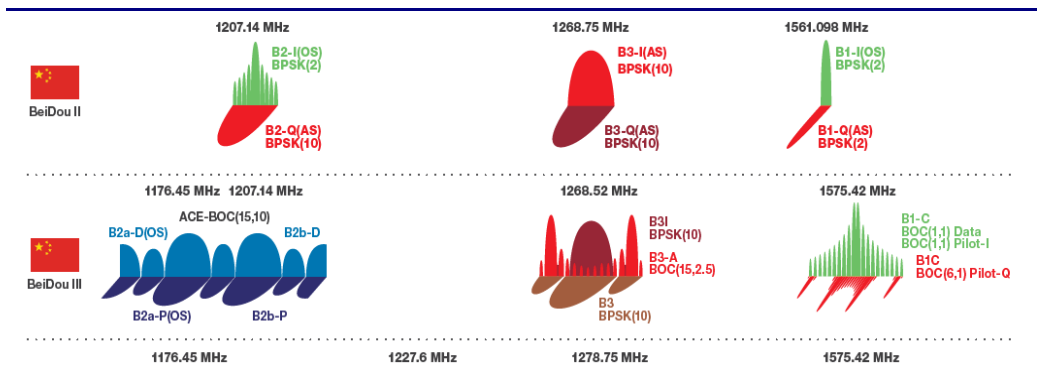 1207.14 MHz
1268.75 MHz
1561.098 MHz
B2-I(OS)
BPSK(2)
B3-I(AS)
BPSK(10)
B1-I(OS)
BPSK(2)
BeiDou II
B2-Q(AS)
BPSK(10)
B3-Q(AS)
BPSK(10)
B1-Q(AS)
BPSK(2)
1176.45 MHz
1207.14 MHz
1268.52 MHz
1575.42 MHz
ACE-BOC(15,10)
B2a-D(OS)
B2b-D
B3I
BPSK(10)
B3-A
BOC(15,2.5)
B1-C
BOC(1,1) Data
BOC(1,1) Pilot-I
B1C
BOC(6,1) Pilot-Q
BeiDou III
B2a-P(OS)
B2b-P
B3
BPSK(10)
1176.45 MHz
1227.6 MHz
1278.75 MHz
1575.42 MHz